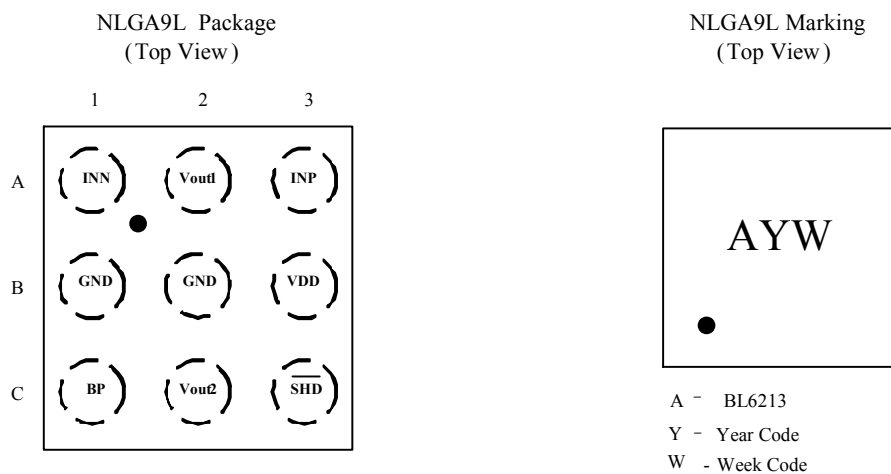 NLGA9L Package
(Top View)
1 2 3
A INN Vout1 INP
B GND GND VDD
C BP Vout2 SHD
NLGA9L Marking
(Top View)
AYW
A - BL6213
Y - Year Code
W - Week Code